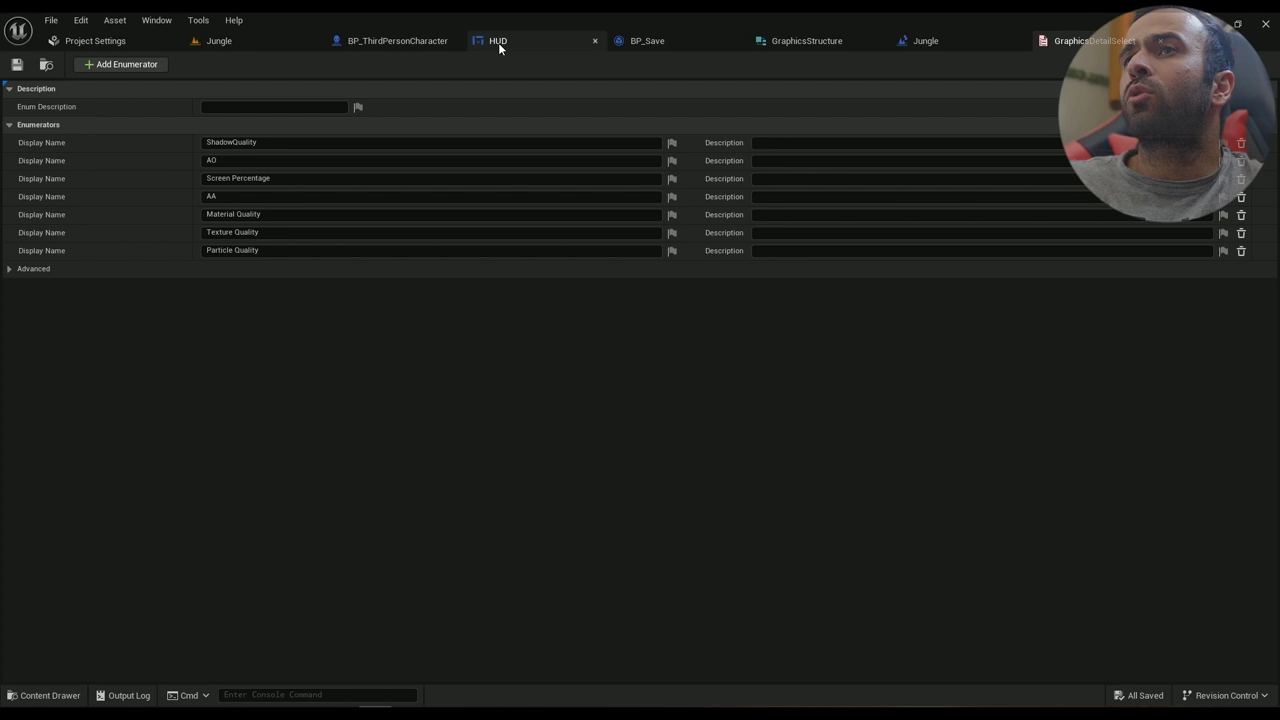 File Edit Asset Window Tools Help
Project Settings Jungle BP_ThirdPersonCharacter HUD BP_Save GraphicsStructure Jungle GraphicsDetailSelect
Add Enumerator
Description
Enum Description
Enumerators
Display Name ShadowQuality Description
Display Name AO Description
Display Name Screen Percentage Description
Display Name AA Description
Display Name Material Quality Description
Display Name Texture Quality Description
Display Name Particle Quality Description
Advanced
Content Drawer Output Log Cmd Enter Console Command All Saved Revision Control